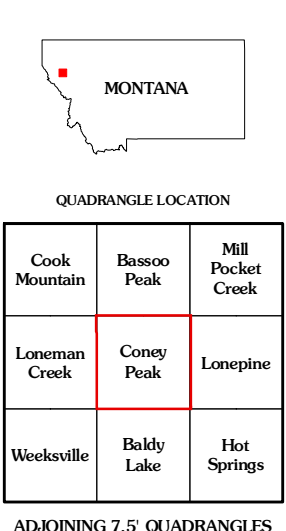 MONTANA
QUADRANGLE LOCATION
Cook
Mountain
Bassoo
Peak
Mill
Pocket
Creek
Loneman
Creek
Coney
Peak
Lonepine
Weeksville
Baldy
Lake
Hot
Springs
ADJOINING 7.5' QUADRANGLES